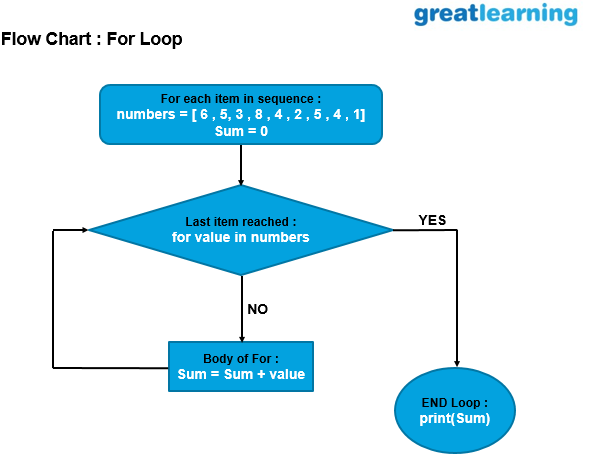 greatlearning
Flow Chart : For Loop
For each item in sequence :
numbers = [ 6 , 5, 3 , 8 , 4 , 2 , 5 , 4 , 1]
Sum = 0
Last item reached :
for value in numbers
YES
NO
Body of For :
Sum = Sum + value
END Loop :
print(Sum)